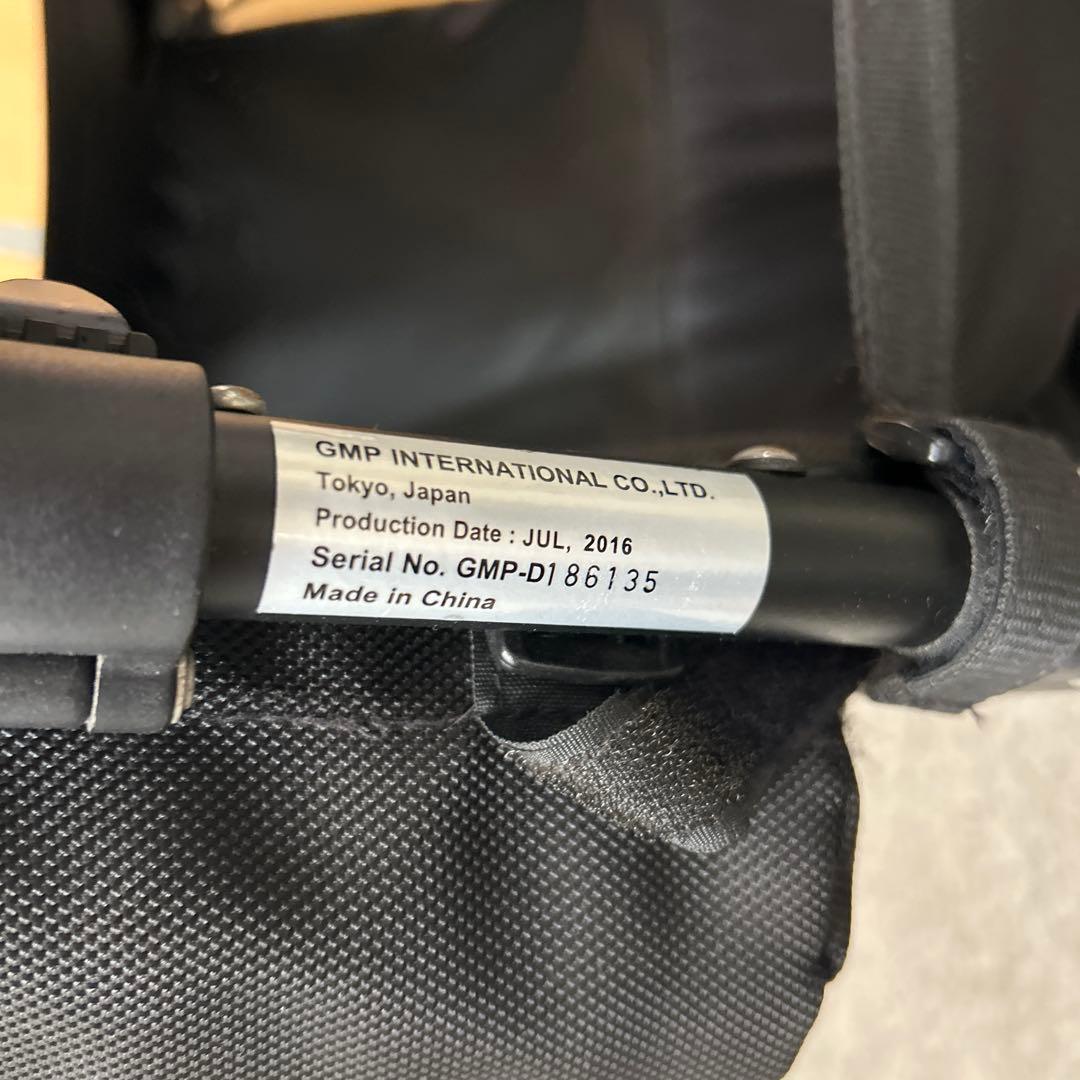 GMP INTERNATIONAL CO.,LTD.
Tokyo, Japan
Production Date : JUL, 2016
Serial No. GMP-D186135
Made in China